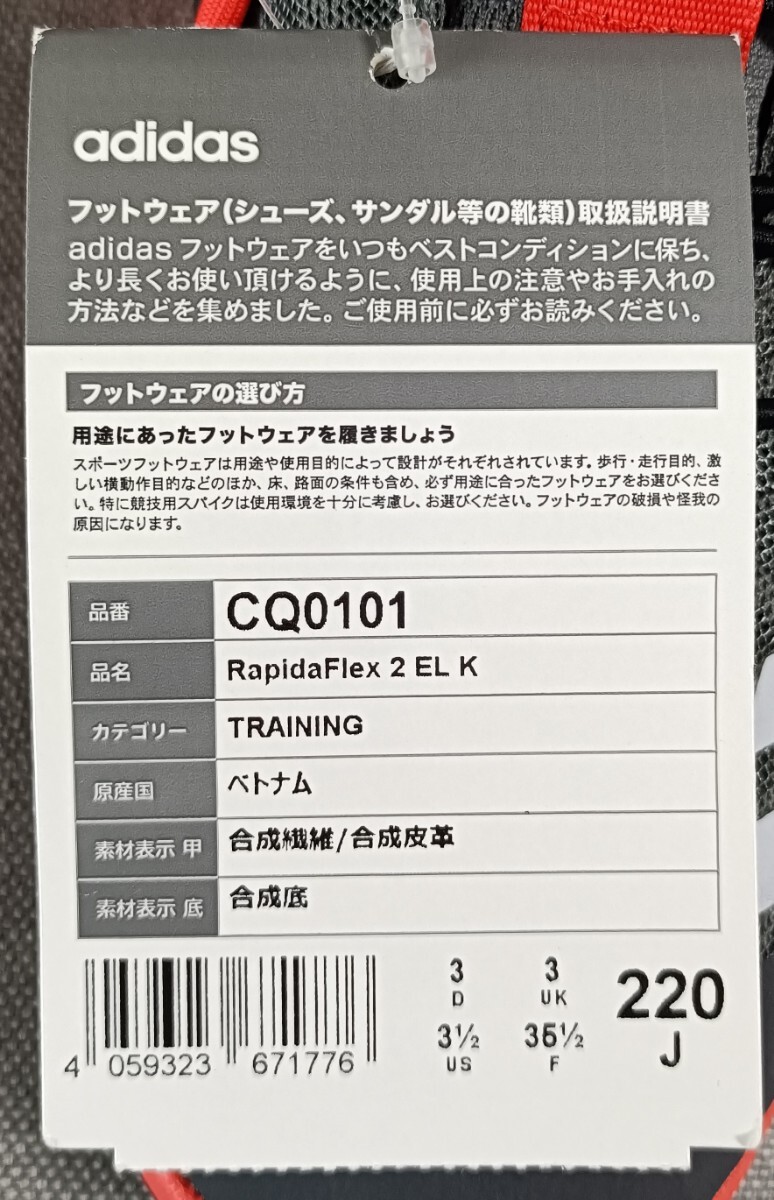 adidas
フットウェア(シューズ、サンダル等の靴類)取扱説明書
adidas フットウェアをいつもベストコンディションに保ち、
より長くお使い頂けるように、使用上の注意やお手入れの
方法などを集めました。ご使用前に必ずお読みください。
フットウェアの選び方
用途にあったフットウェアを履きましょう
スポーツフットウェアは用途や使用目的によって設計がそれぞれされています。歩行・走行目的、激
しい横動作目的などのほか、床、路面の条件も含め、必ず用途に合ったフットウェアをお選びくださ
い。特に競技用スパイクは使用環境を十分に考慮し、お選びください。フットウェアの破損や怪我の
原因になります。
品番 CQ0101
品名 RapidaFlex 2 EL K
カテゴリー TRAINING
原産国 ベトナム
素材表示 甲 合成繊維/合成皮革
素材表示 底 合成底
3 3 220
D UK J
3½ 36½
US F
4 059323 671776